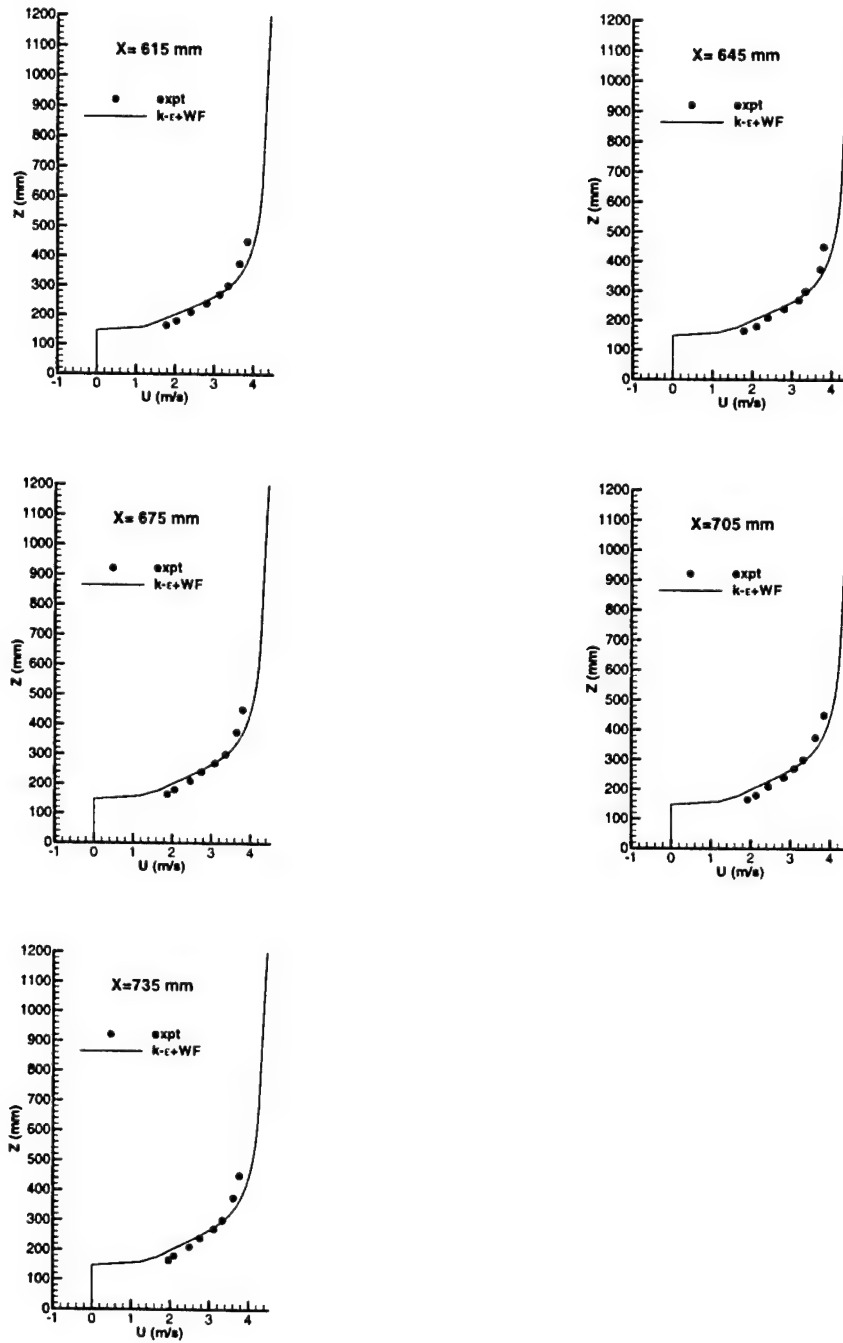 1200
1100
1000
900
800
700
600
500
400
300
200
100
0
Z (mm)
X= 615 mm
expt
k-ε+WF
-1 0 1 2 3 4
U (m/s)
1200
1100
1000
900
800
700
600
500
400
300
200
100
0
Z (mm)
X= 645 mm
expt
k-ε+WF
-1 0 1 2 3 4
U (m/s)
1200
1100
1000
900
800
700
600
500
400
300
200
100
0
Z (mm)
X= 675 mm
expt
k-ε+WF
-1 0 1 2 3 4
U (m/s)
1200
1100
1000
900
800
700
600
500
400
300
200
100
0
Z (mm)
X=705 mm
expt
k-ε+WF
-1 0 1 2 3 4
U (m/s)
1200
1100
1000
900
800
700
600
500
400
300
200
100
0
Z (mm)
X=735 mm
expt
k-ε+WF
-1 0 1 2 3 4
U (m/s)